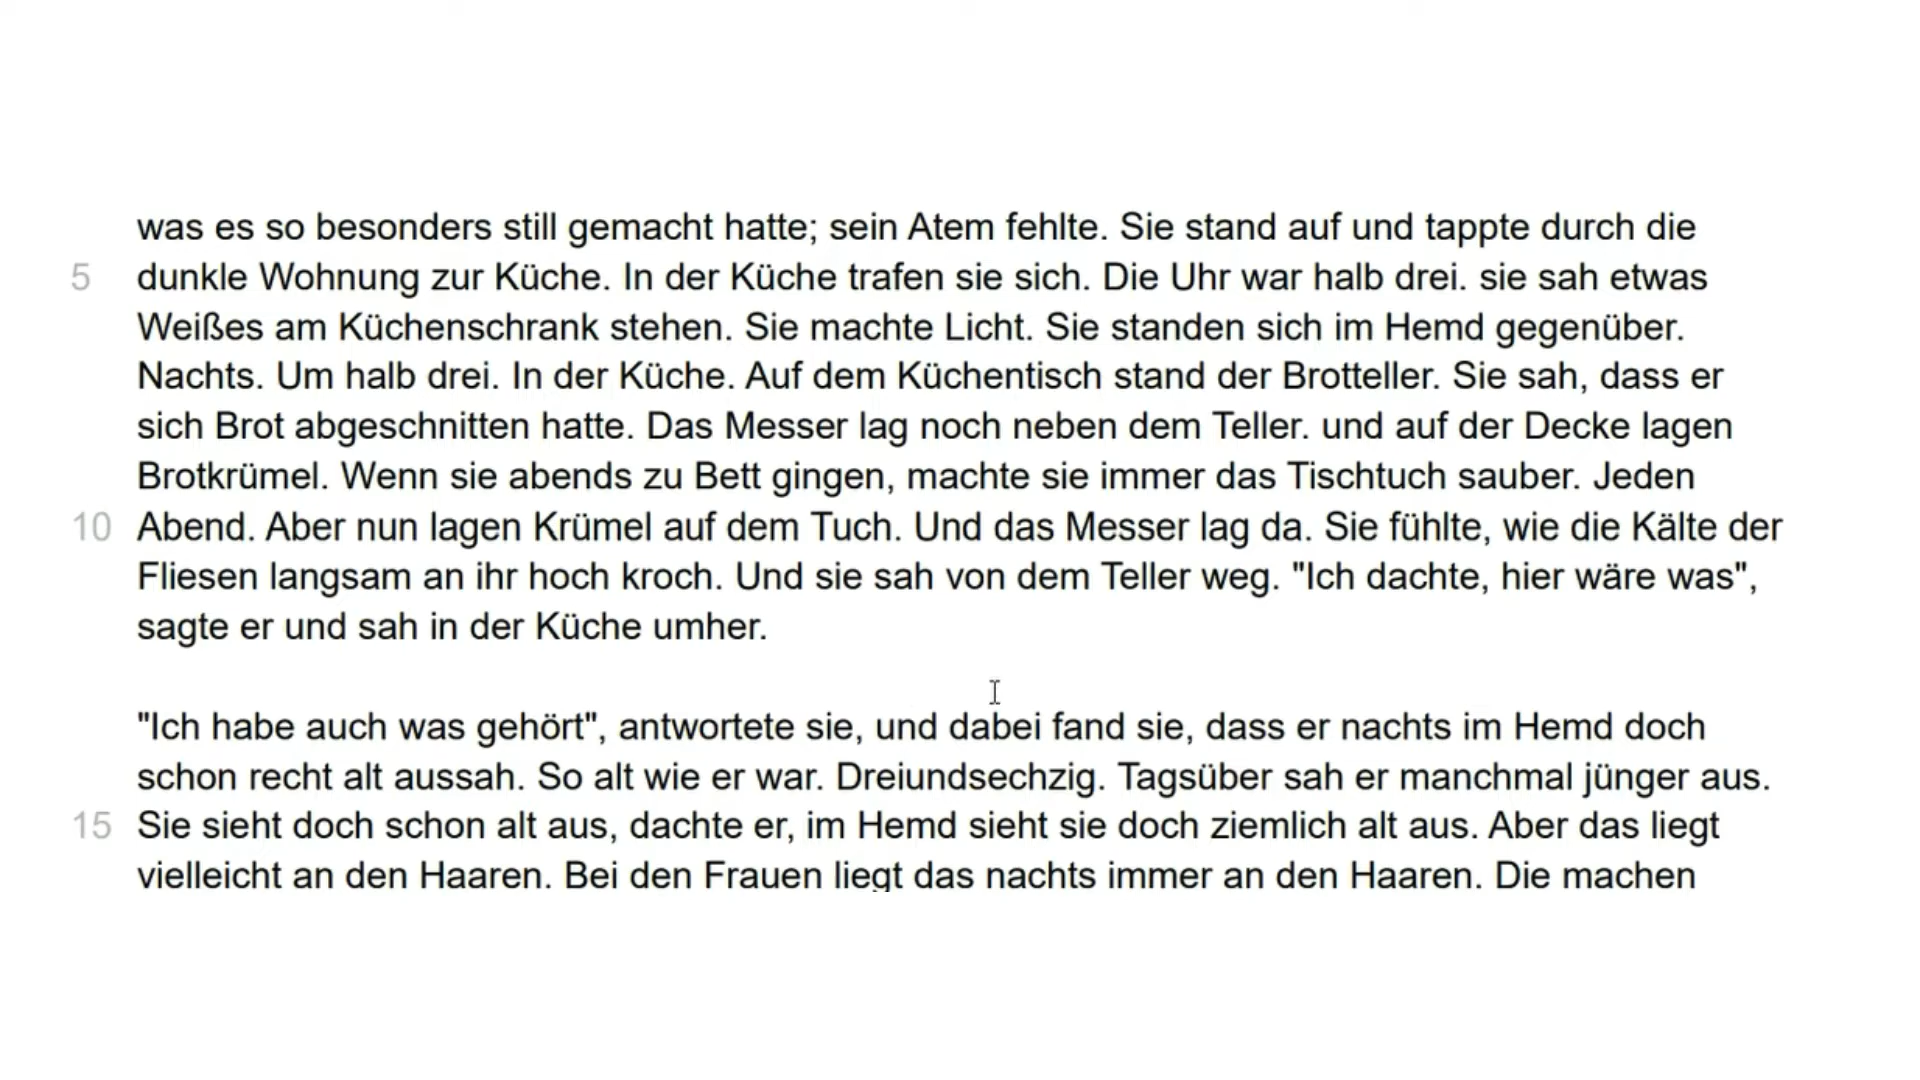 was es so besonders still gemacht hatte; sein Atem fehlte. Sie stand auf und tappte durch die
5 dunkle Wohnung zur Küche. In der Küche trafen sie sich. Die Uhr war halb drei. sie sah etwas
Weißes am Küchenschrank stehen. Sie machte Licht. Sie standen sich im Hemd gegenüber.
Nachts. Um halb drei. In der Küche. Auf dem Küchentisch stand der Brotteller. Sie sah, dass er
sich Brot abgeschnitten hatte. Das Messer lag noch neben dem Teller. und auf der Decke lagen
Brotkrümel. Wenn sie abends zu Bett gingen, machte sie immer das Tischtuch sauber. Jeden
10 Abend. Aber nun lagen Krümel auf dem Tuch. Und das Messer lag da. Sie fühlte, wie die Kälte der
Fliesen langsam an ihr hoch kroch. Und sie sah von dem Teller weg. "Ich dachte, hier wäre was",
sagte er und sah in der Küche umher.
"Ich habe auch was gehört", antwortete sie, und dabei fand sie, dass er nachts im Hemd doch
schon recht alt aussah. So alt wie er war. Dreiundsechzig. Tagsüber sah er manchmal jünger aus.
15 Sie sieht doch schon alt aus, dachte er, im Hemd sieht sie doch ziemlich alt aus. Aber das liegt
vielleicht an den Haaren. Bei den Frauen liegt das nachts immer an den Haaren. Die machen